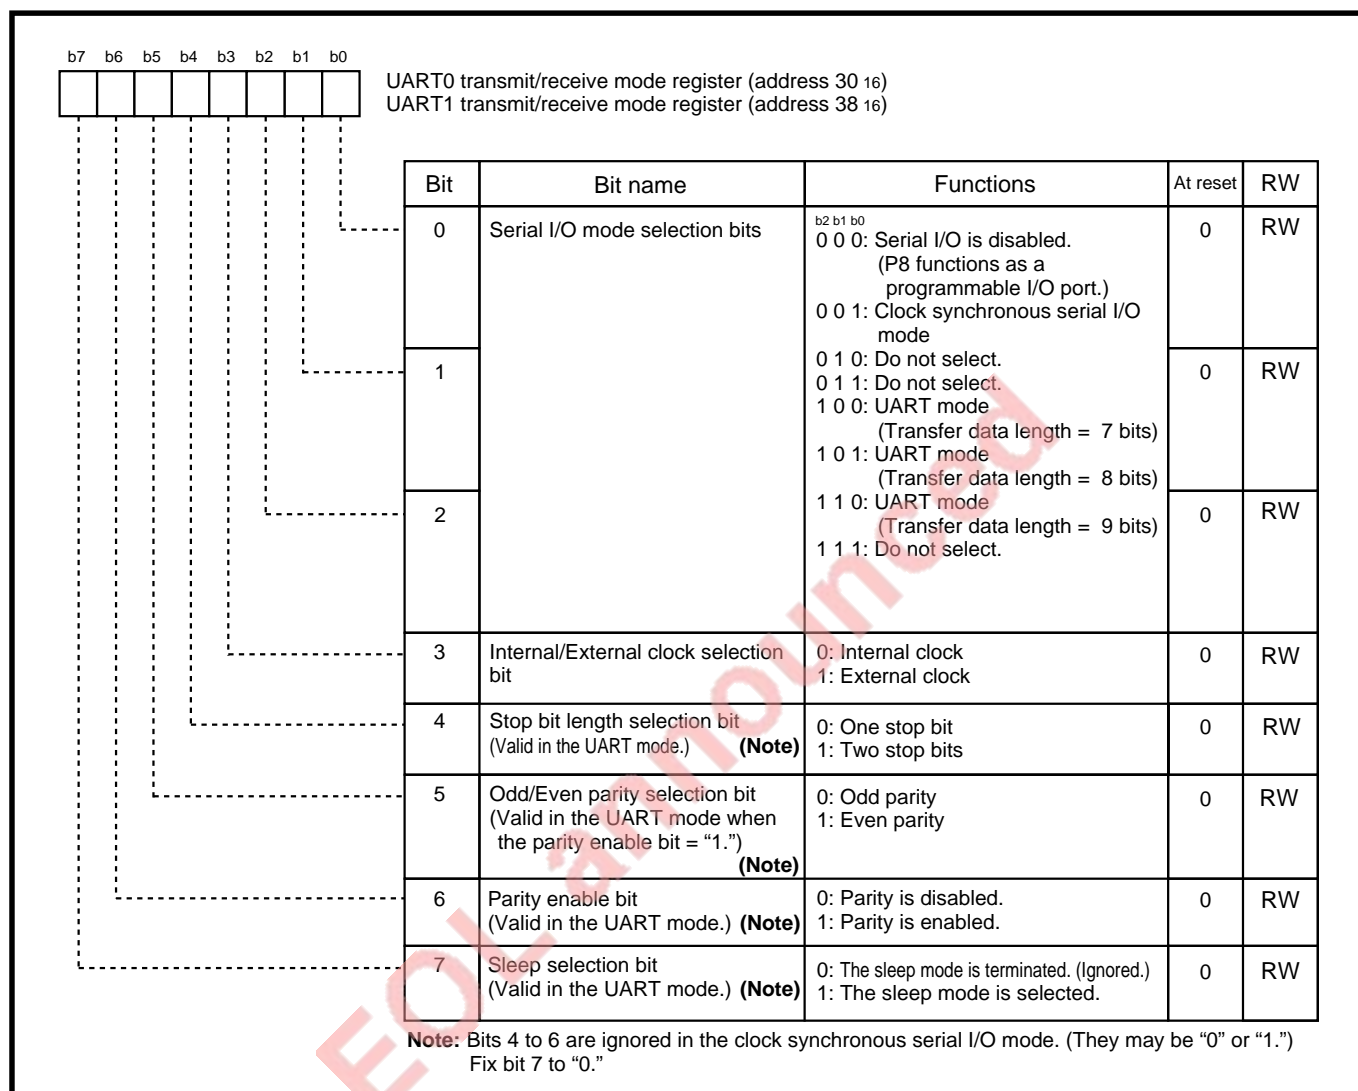 b7 b6 b5 b4 b3 b2 b1 b0
UART0 transmit/receive mode register (address 30 16)
UART1 transmit/receive mode register (address 38 16)
Bit Bit name Functions At reset RW
0 Serial I/O mode selection bits b2 b1 b0 0 RW
0 0 0: Serial I/O is disabled.
(P8 functions as a
programmable I/O port.)
0 0 1: Clock synchronous serial I/O
mode
0 1 0: Do not select.
1 0 RW
0 1 1: Do not select.
1 0 0: UART mode
(Transfer data length = 7 bits)
1 0 1: UART mode
(Transfer data length = 8 bits)
1 1 0: UART mode
2 0 RW
(Transfer data length = 9 bits)
1 1 1: Do not select.
3 Internal/External clock selection 0: Internal clock 0 RW
bit 1: External clock
4 Stop bit length selection bit 0: One stop bit 0 RW
(Valid in the UART mode.) (Note) 1: Two stop bits
5 Odd/Even parity selection bit 0: Odd parity 0 RW
(Valid in the UART mode when 1: Even parity
the parity enable bit = “1.”)
(Note)
6 Parity enable bit 0: Parity is disabled. 0 RW
(Valid in the UART mode.) (Note) 1: Parity is enabled.
7 Sleep selection bit 0: The sleep mode is terminated. (Ignored.) 0 RW
(Valid in the UART mode.) (Note) 1: The sleep mode is selected.
Note: Bits 4 to 6 are ignored in the clock synchronous serial I/O mode. (They may be “0” or “1.”)
Fix bit 7 to “0.”
EOL announced